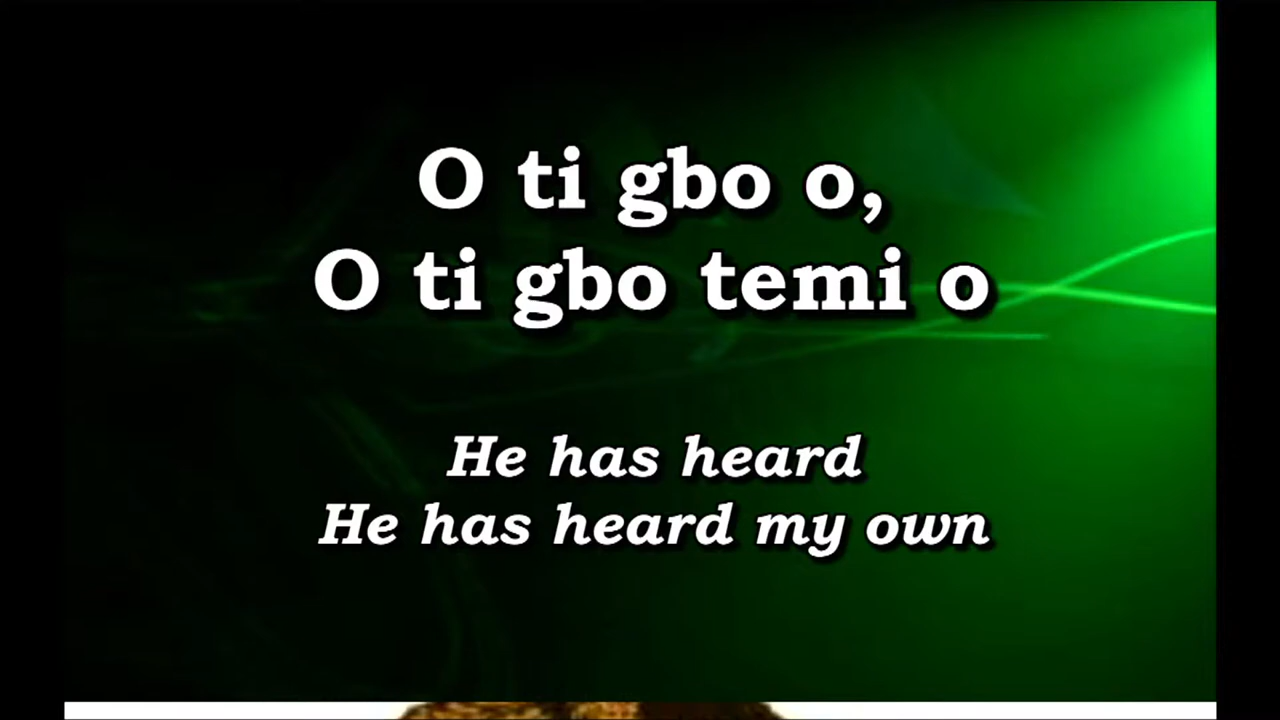 O ti gbo o,
O ti gbo temi o
He has heard
He has heard my own